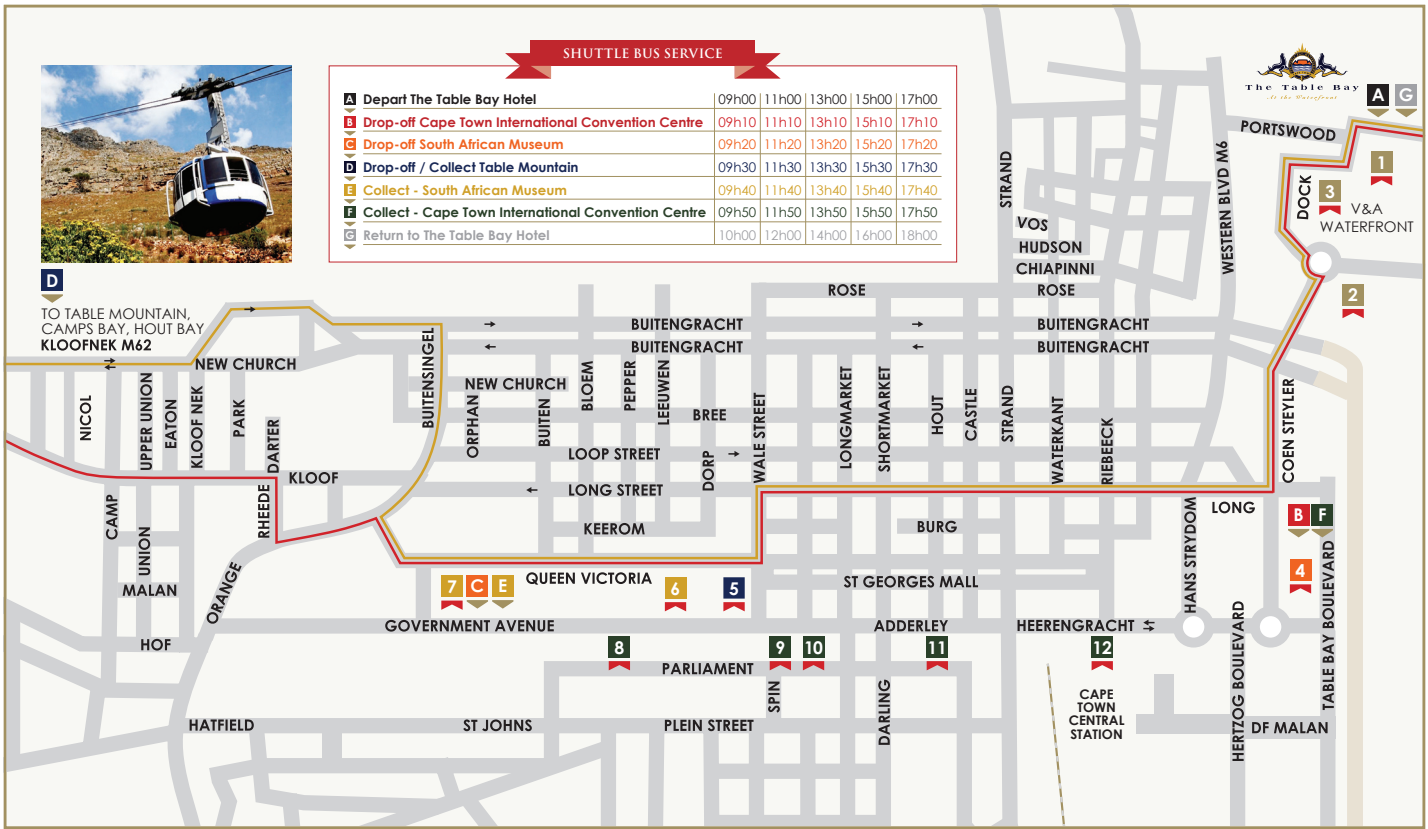 SHUTTLE BUS SERVICE
A Depart The Table Bay Hotel 09h00 11h00 13h00 15h00 17h00
B Drop-off Cape Town International Convention Centre 09h10 11h10 13h10 15h10 17h10
C Drop-off South African Museum 09h20 11h20 13h20 15h20 17h20
D Drop-off / Collect Table Mountain 09h30 11h30 13h30 15h30 17h30
E Collect - South African Museum 09h40 11h40 13h40 15h40 17h40
F Collect - Cape Town International Convention Centre 09h50 11h50 13h50 15h50 17h50
G Return to The Table Bay Hotel 10h00 12h00 14h00 16h00 18h00
The Table Bay
At the Waterfront
A G
PORTSWOOD
1
3
DOCK
V&A
WATERFRONT
2
WESTERN BLVD M6
STRAND
VOS
HUDSON
CHIAPINNI
ROSE
ROSE
D
TO TABLE MOUNTAIN,
CAMPS BAY, HOUT BAY
KLOOFNEK M62
BUITENGRACHT
BUITENGRACHT
BUITENGRACHT
BUITENGRACHT
NEW CHURCH
BUITENSINGEL
NEW CHURCH
NICOL
UPPER UNION
EATON
KLOOF NEK
PARK
DARTER
ORPHAN
BUITEN
BLOEM
PEPPER
LEEUWEN
BREE
DORP
WALE STREET
LONGMARKET
SHORTMARKET
HOUT
CASTLE
STRAND
WATERKANT
RIEBEECK
COEN STEYLER
LOOP STREET
KLOOF
LONG STREET
LONG
CAMP
UNION
RHEEDE
KEEROM
BURG
HANS STRYDOM
B F
4
TABLE BAY BOULEVARD
MALAN
ORANGE
7 C E
QUEEN VICTORIA
6
5
ST GEORGES MALL
HOF
GOVERNMENT AVENUE
ADDERLEY
HEERENGRACHT
HERTZOG BOULEVARD
8
9
10
11
12
PARLIAMENT
SPIN
DARLING
CAPE
TOWN
CENTRAL
STATION
HATFIELD
ST JOHNS
PLEIN STREET
DF MALAN